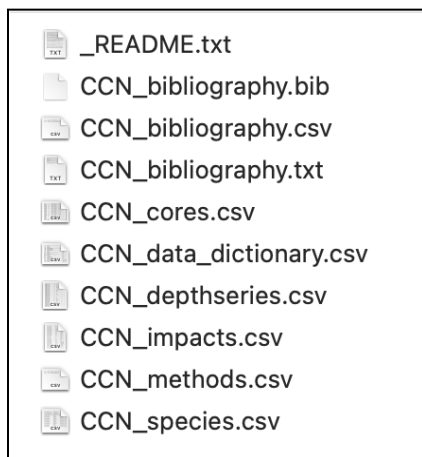 _README.txt
CCN_bibliography.bib
CCN_bibliography.csv
CCN_bibliography.txt
CCN_cores.csv
CCN_data_dictionary.csv
CCN_depthseries.csv
CCN_impacts.csv
CCN_methods.csv
CCN_species.csv